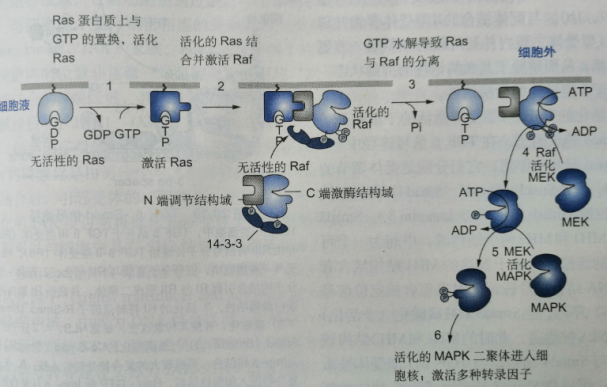 Ras 蛋白质上与
GTP 的置换，活化
Ras
活化的 Ras 结
合并激活 Raf
GTP 水解导致 Ras
与 Raf 的分离
细胞外
细胞液
1
2
3
GDP
GDP GTP
GTP
GTP
活化的
Raf
Pi
GTP
ATP
ADP
无活性的 Ras
激活 Ras
无活性的 Raf
4 Raf
活化
MEK
MEK
N 端调节结构域
C 端激酶结构域
14-3-3
P
P
ATP
P
ADP
5 MEK
活化
MAPK
MAPK
P
P
6
活化的 MAPK 二聚体进入细
胞核；激活多种转录因子